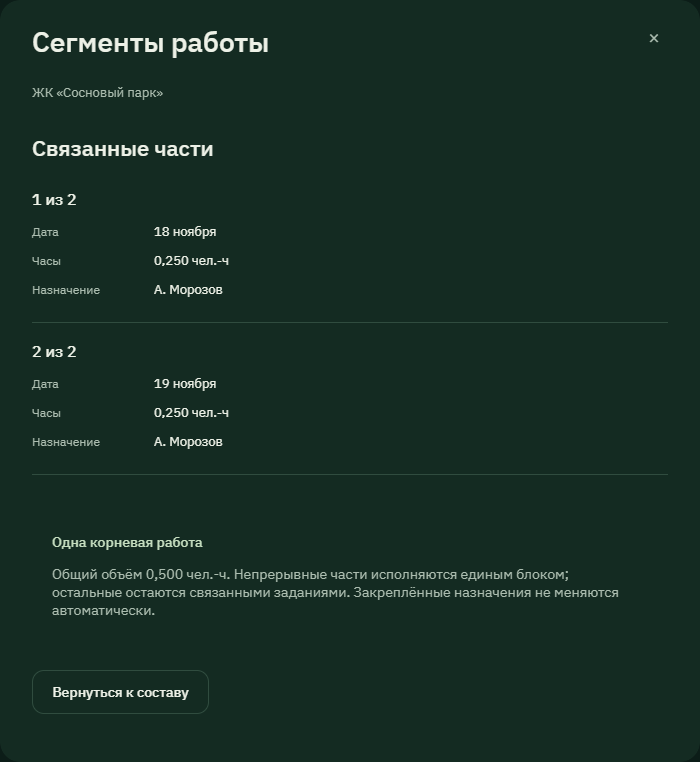 Сегменты работы
×
ЖК «Сосновый парк»
Связанные части
1 из 2
Дата 18 ноября
Часы 0,250 чел.-ч
Назначение А. Морозов
2 из 2
Дата 19 ноября
Часы 0,250 чел.-ч
Назначение А. Морозов
Одна корневая работа
Общий объём 0,500 чел.-ч. Непрерывные части исполняются единым блоком;
остальные остаются связанными заданиями. Закреплённые назначения не меняются
автоматически.
Вернуться к составу